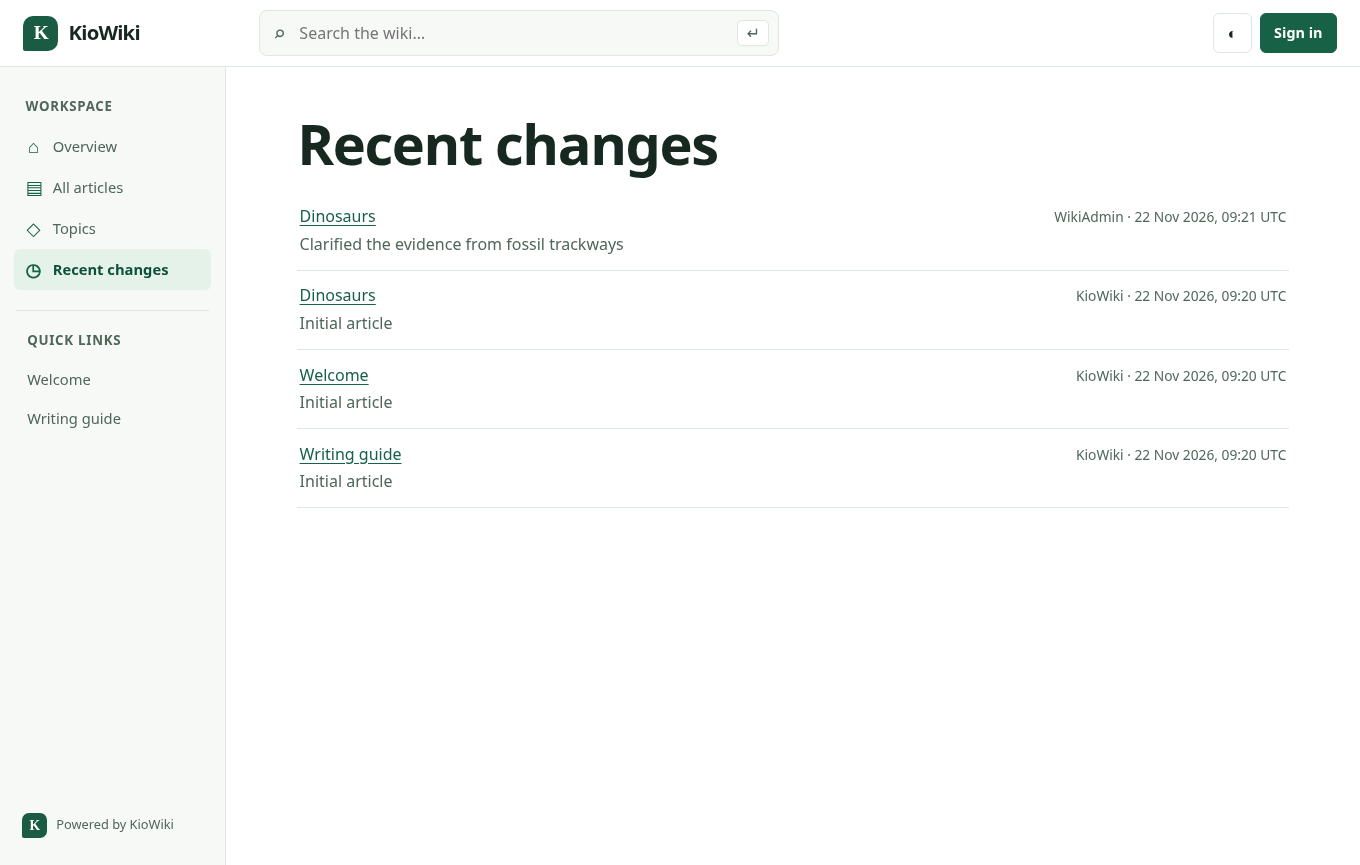 K KioWiki
Search the wiki...
Sign in
WORKSPACE
Overview
All articles
Topics
Recent changes
QUICK LINKS
Welcome
Writing guide
K Powered by KioWiki
Recent changes
Dinosaurs WikiAdmin · 22 Nov 2026, 09:21 UTC
Clarified the evidence from fossil trackways
Dinosaurs KioWiki · 22 Nov 2026, 09:20 UTC
Initial article
Welcome KioWiki · 22 Nov 2026, 09:20 UTC
Initial article
Writing guide KioWiki · 22 Nov 2026, 09:20 UTC
Initial article